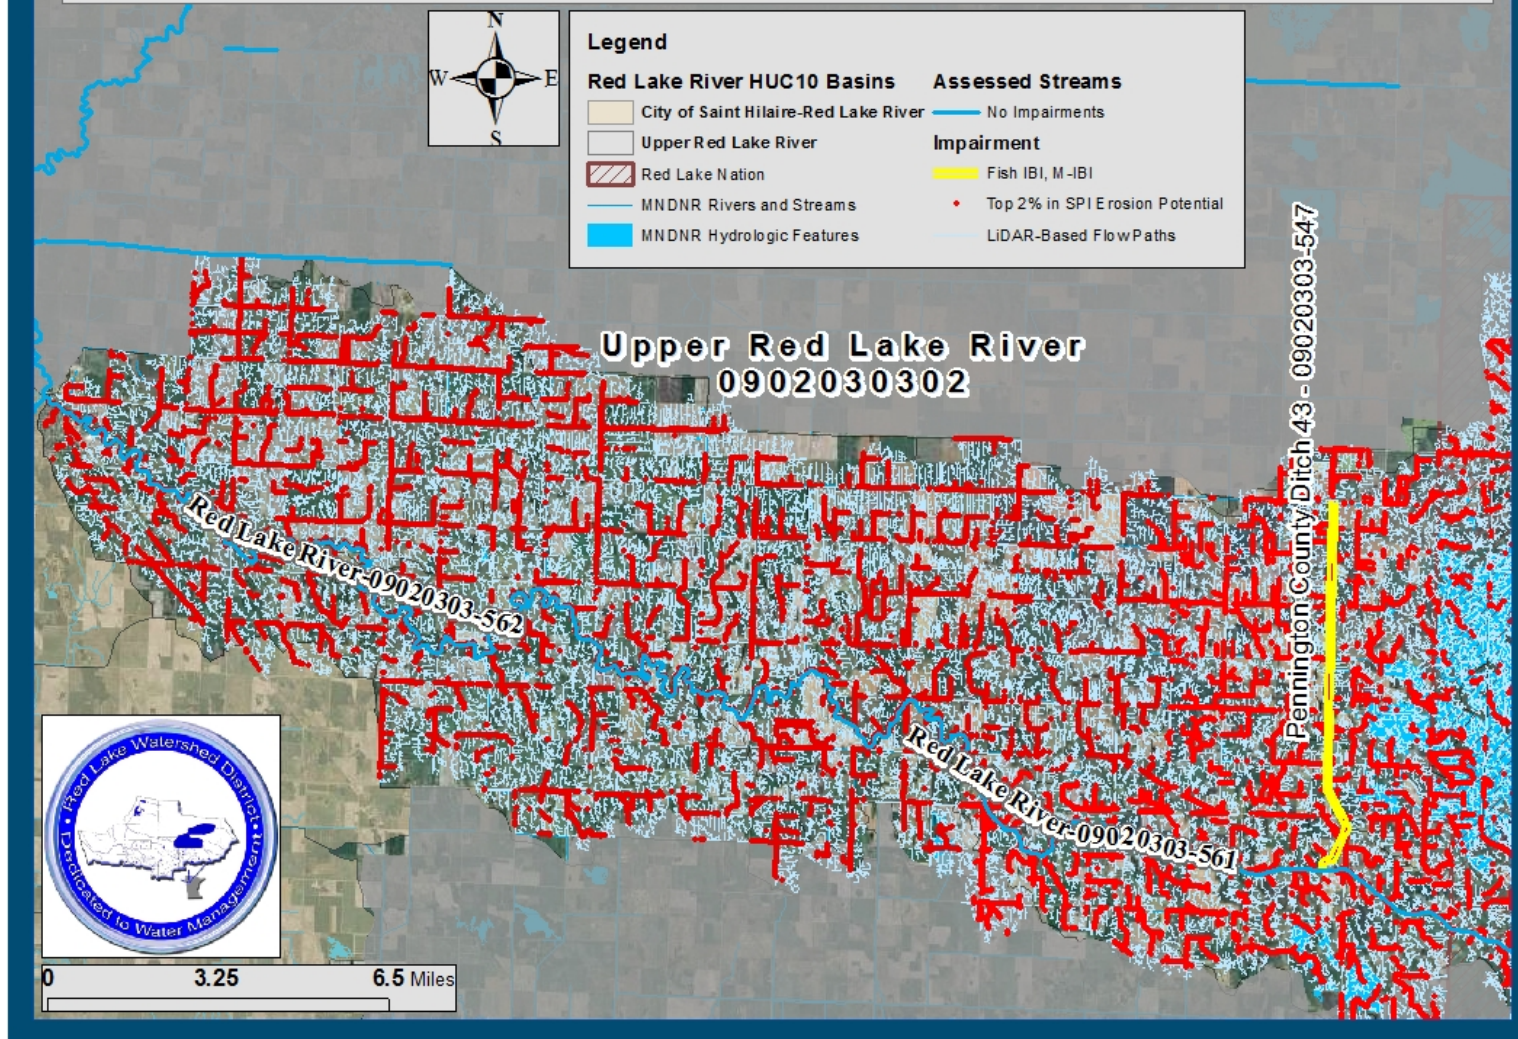 N
W E
S
Legend
Red Lake River HUC10 Basins
City of Saint Hilaire-Red Lake River
Upper Red Lake River
Red Lake Nation
MNDNR Rivers and Streams
MNDNR Hydrologic Features
Assessed Streams
No Impairments
Impairment
Fish IBI, M-IBI
Top 2% in SPI Erosion Potential
LiDAR-Based Flow Paths
Upper Red Lake River
0902030302
Pennington County Ditch 43 - 09020303-547
Red Lake River-09020303-562
Red Lake River-09020303-561
Red Lake Watershed District
Dedicated to Water Management
0 3.25 6.5 Miles